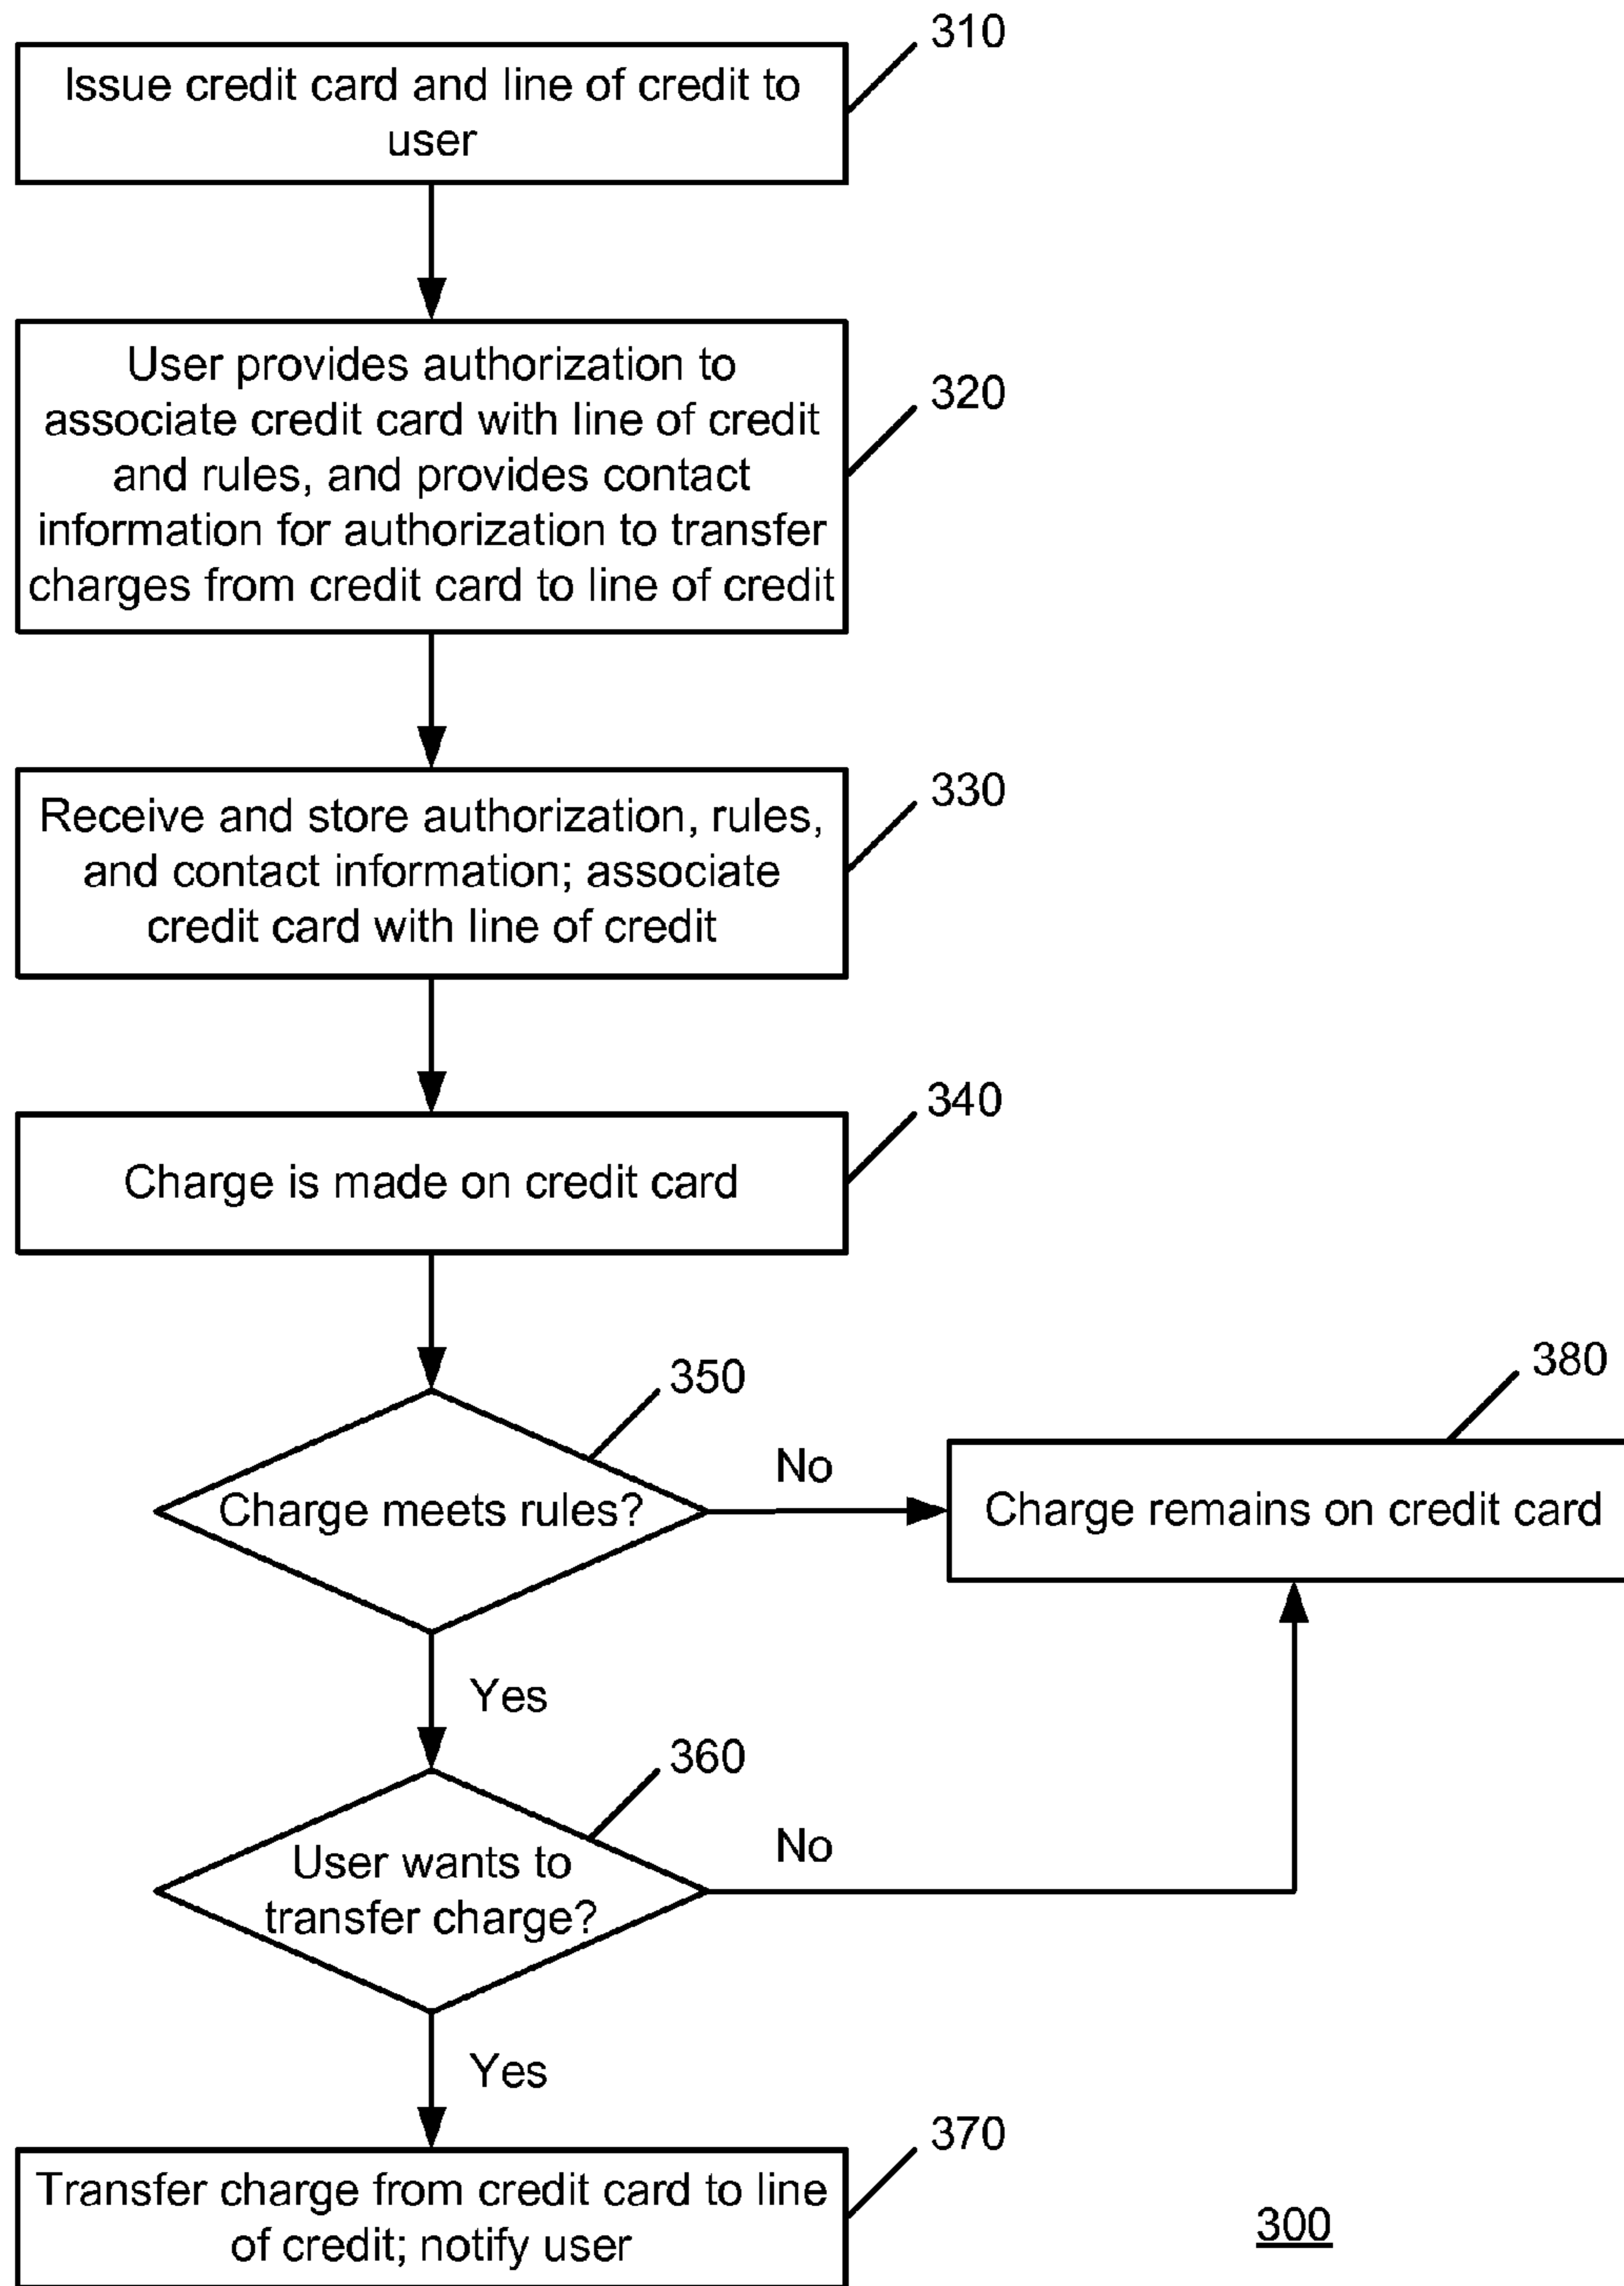 310
Issue credit card and line of credit to
user
320
User provides authorization to
associate credit card with line of credit
and rules, and provides contact
information for authorization to transfer
charges from credit card to line of credit
330
Receive and store authorization, rules,
and contact information; associate
credit card with line of credit
340
Charge is made on credit card
350
Charge meets rules?
No
380
Charge remains on credit card
Yes
360
User wants to
transfer charge?
No
Yes
370
Transfer charge from credit card to line
of credit; notify user
300